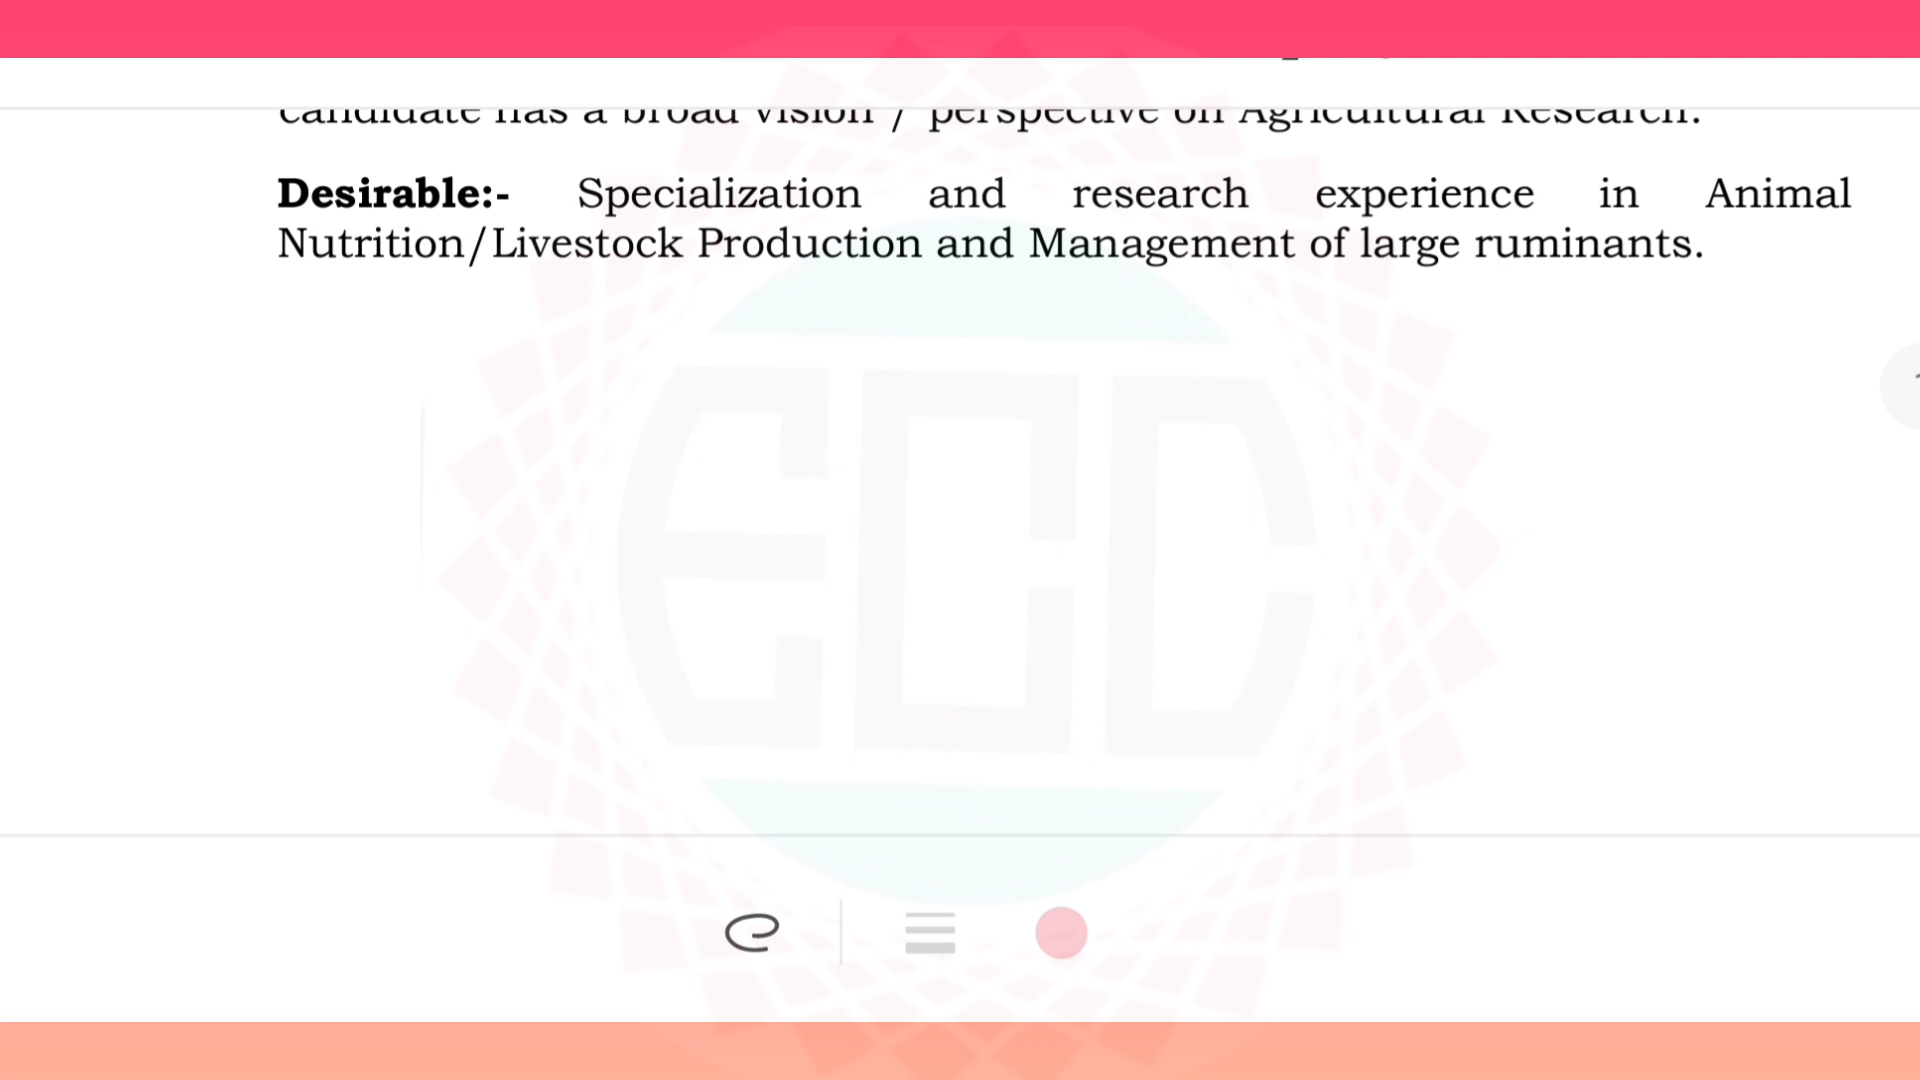 candidate has a broad vision / perspective on Agricultural Research.
Desirable:- Specialization and research experience in Animal
Nutrition/Livestock Production and Management of large ruminants.
ECD